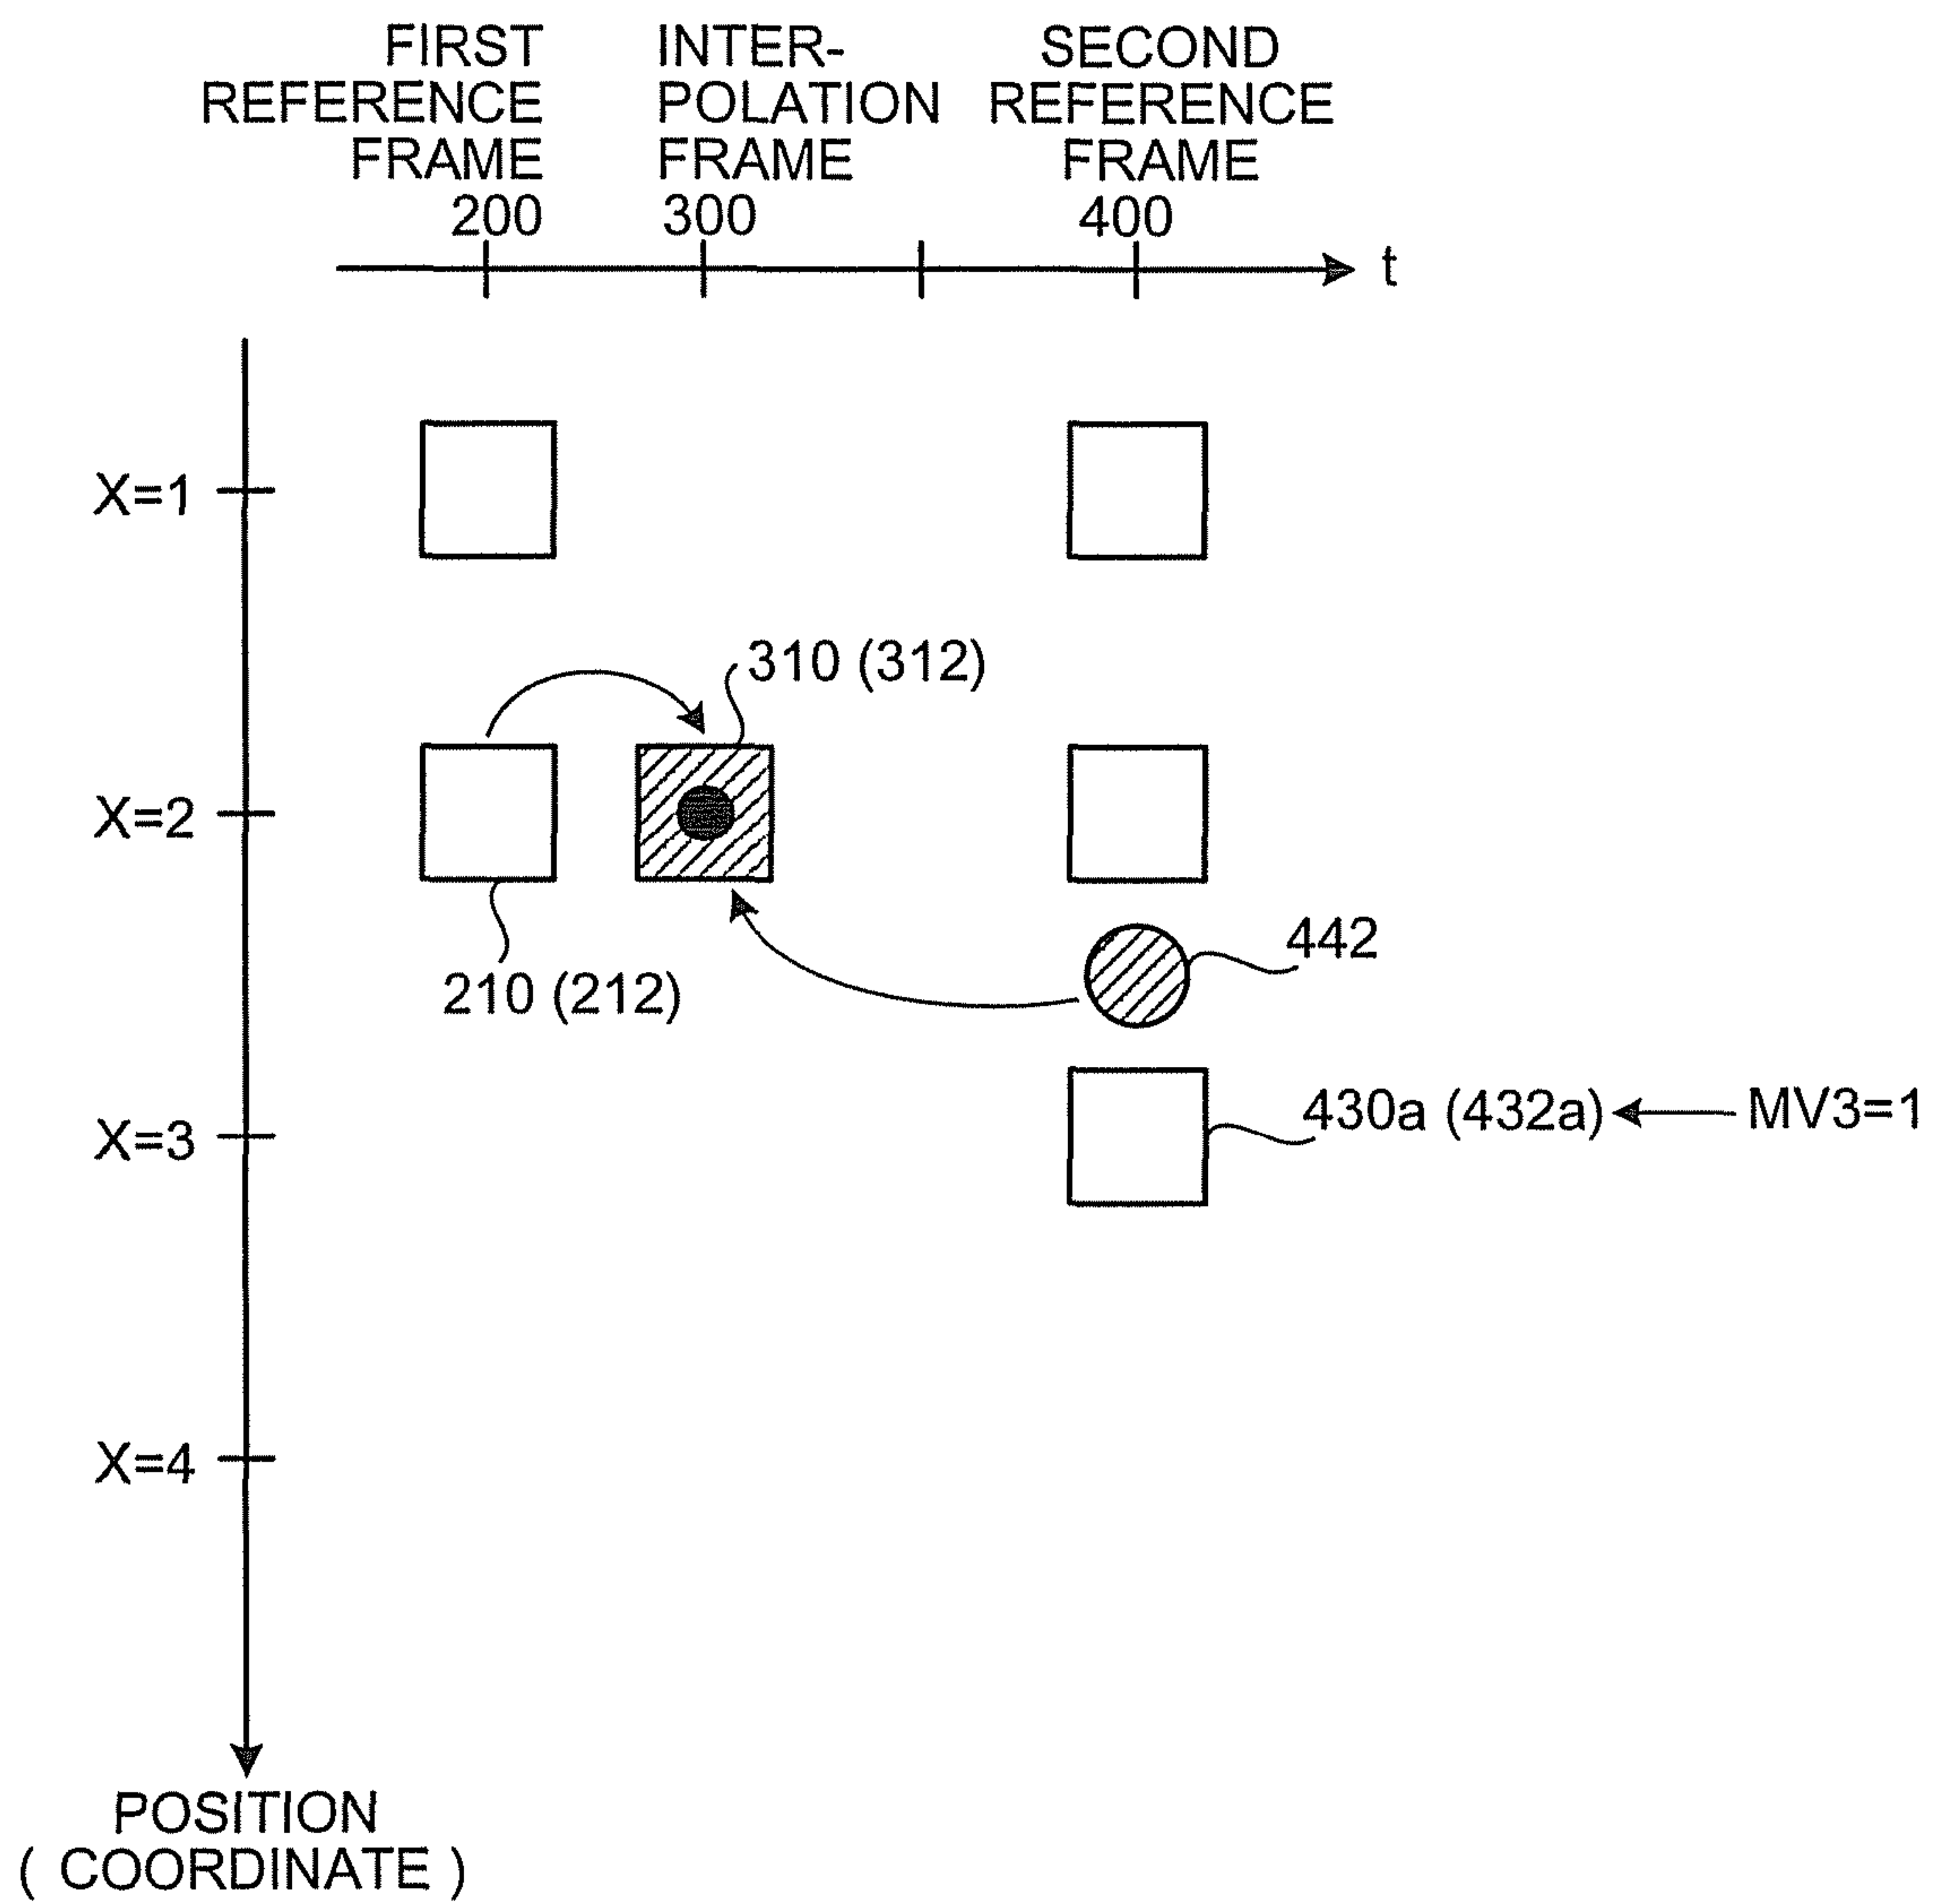 FIRST
REFERENCE
FRAME
200
INTER-
POLATION
FRAME
300
SECOND
REFERENCE
FRAME
400
t
X=1
310 (312)
X=2
442
210 (212)
430a (432a)
MV3=1
X=3
X=4
POSITION
( COORDINATE )